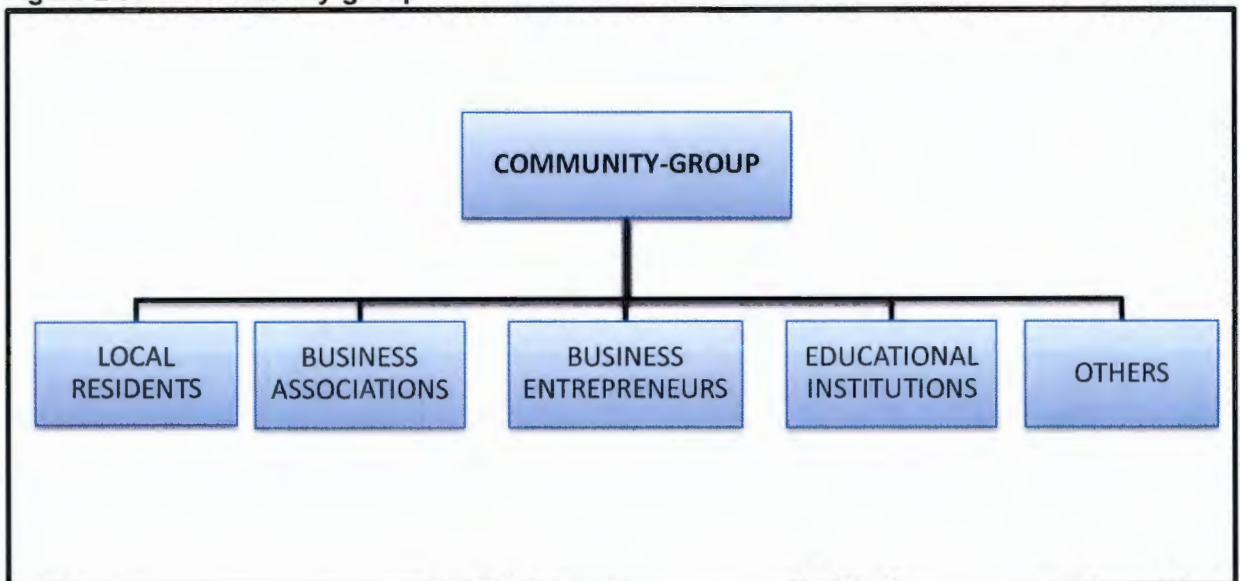 COMMUNITY-GROUP
LOCAL
RESIDENTS
BUSINESS
ASSOCIATIONS
BUSINESS
ENTREPRENEURS
EDUCATIONAL
INSTITUTIONS
OTHERS